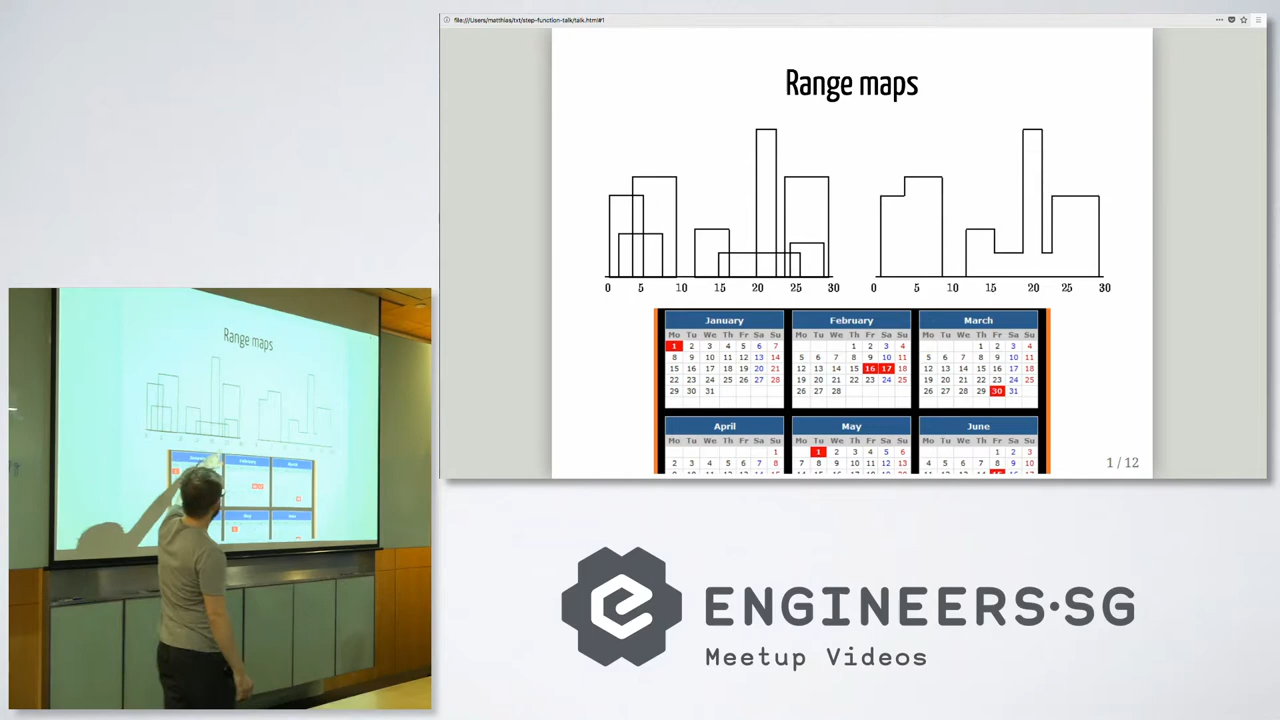 file:///Users/matthias/txt/step-function-talk/talk.html#1
Range maps
0 5 10 15 20 25 30
0 5 10 15 20 25 30
January February March
Mo Tu We Th Fr Sa Su Mo Tu We Th Fr Sa Su Mo Tu We Th Fr Sa Su
1 2 3 4 5 6 7 1 2 3 4 1 2 3 4
8 9 10 11 12 13 14 5 6 7 8 9 10 11 5 6 7 8 9 10 11
15 16 17 18 19 20 21 12 13 14 15 16 17 18 12 13 14 15 16 17 18
22 23 24 25 26 27 28 19 20 21 22 23 24 25 19 20 21 22 23 24 25
29 30 31 26 27 28 26 27 28 29 30 31
April May June
Mo Tu We Th Fr Sa Su Mo Tu We Th Fr Sa Su Mo Tu We Th Fr Sa Su
1 1 2 3 4 5 6 1 2 3
2 3 4 5 6 7 8 7 8 9 10 11 12 13 4 5 6 7 8 9 10
1 / 12
Range maps
ENGINEERS·SG
Meetup Videos